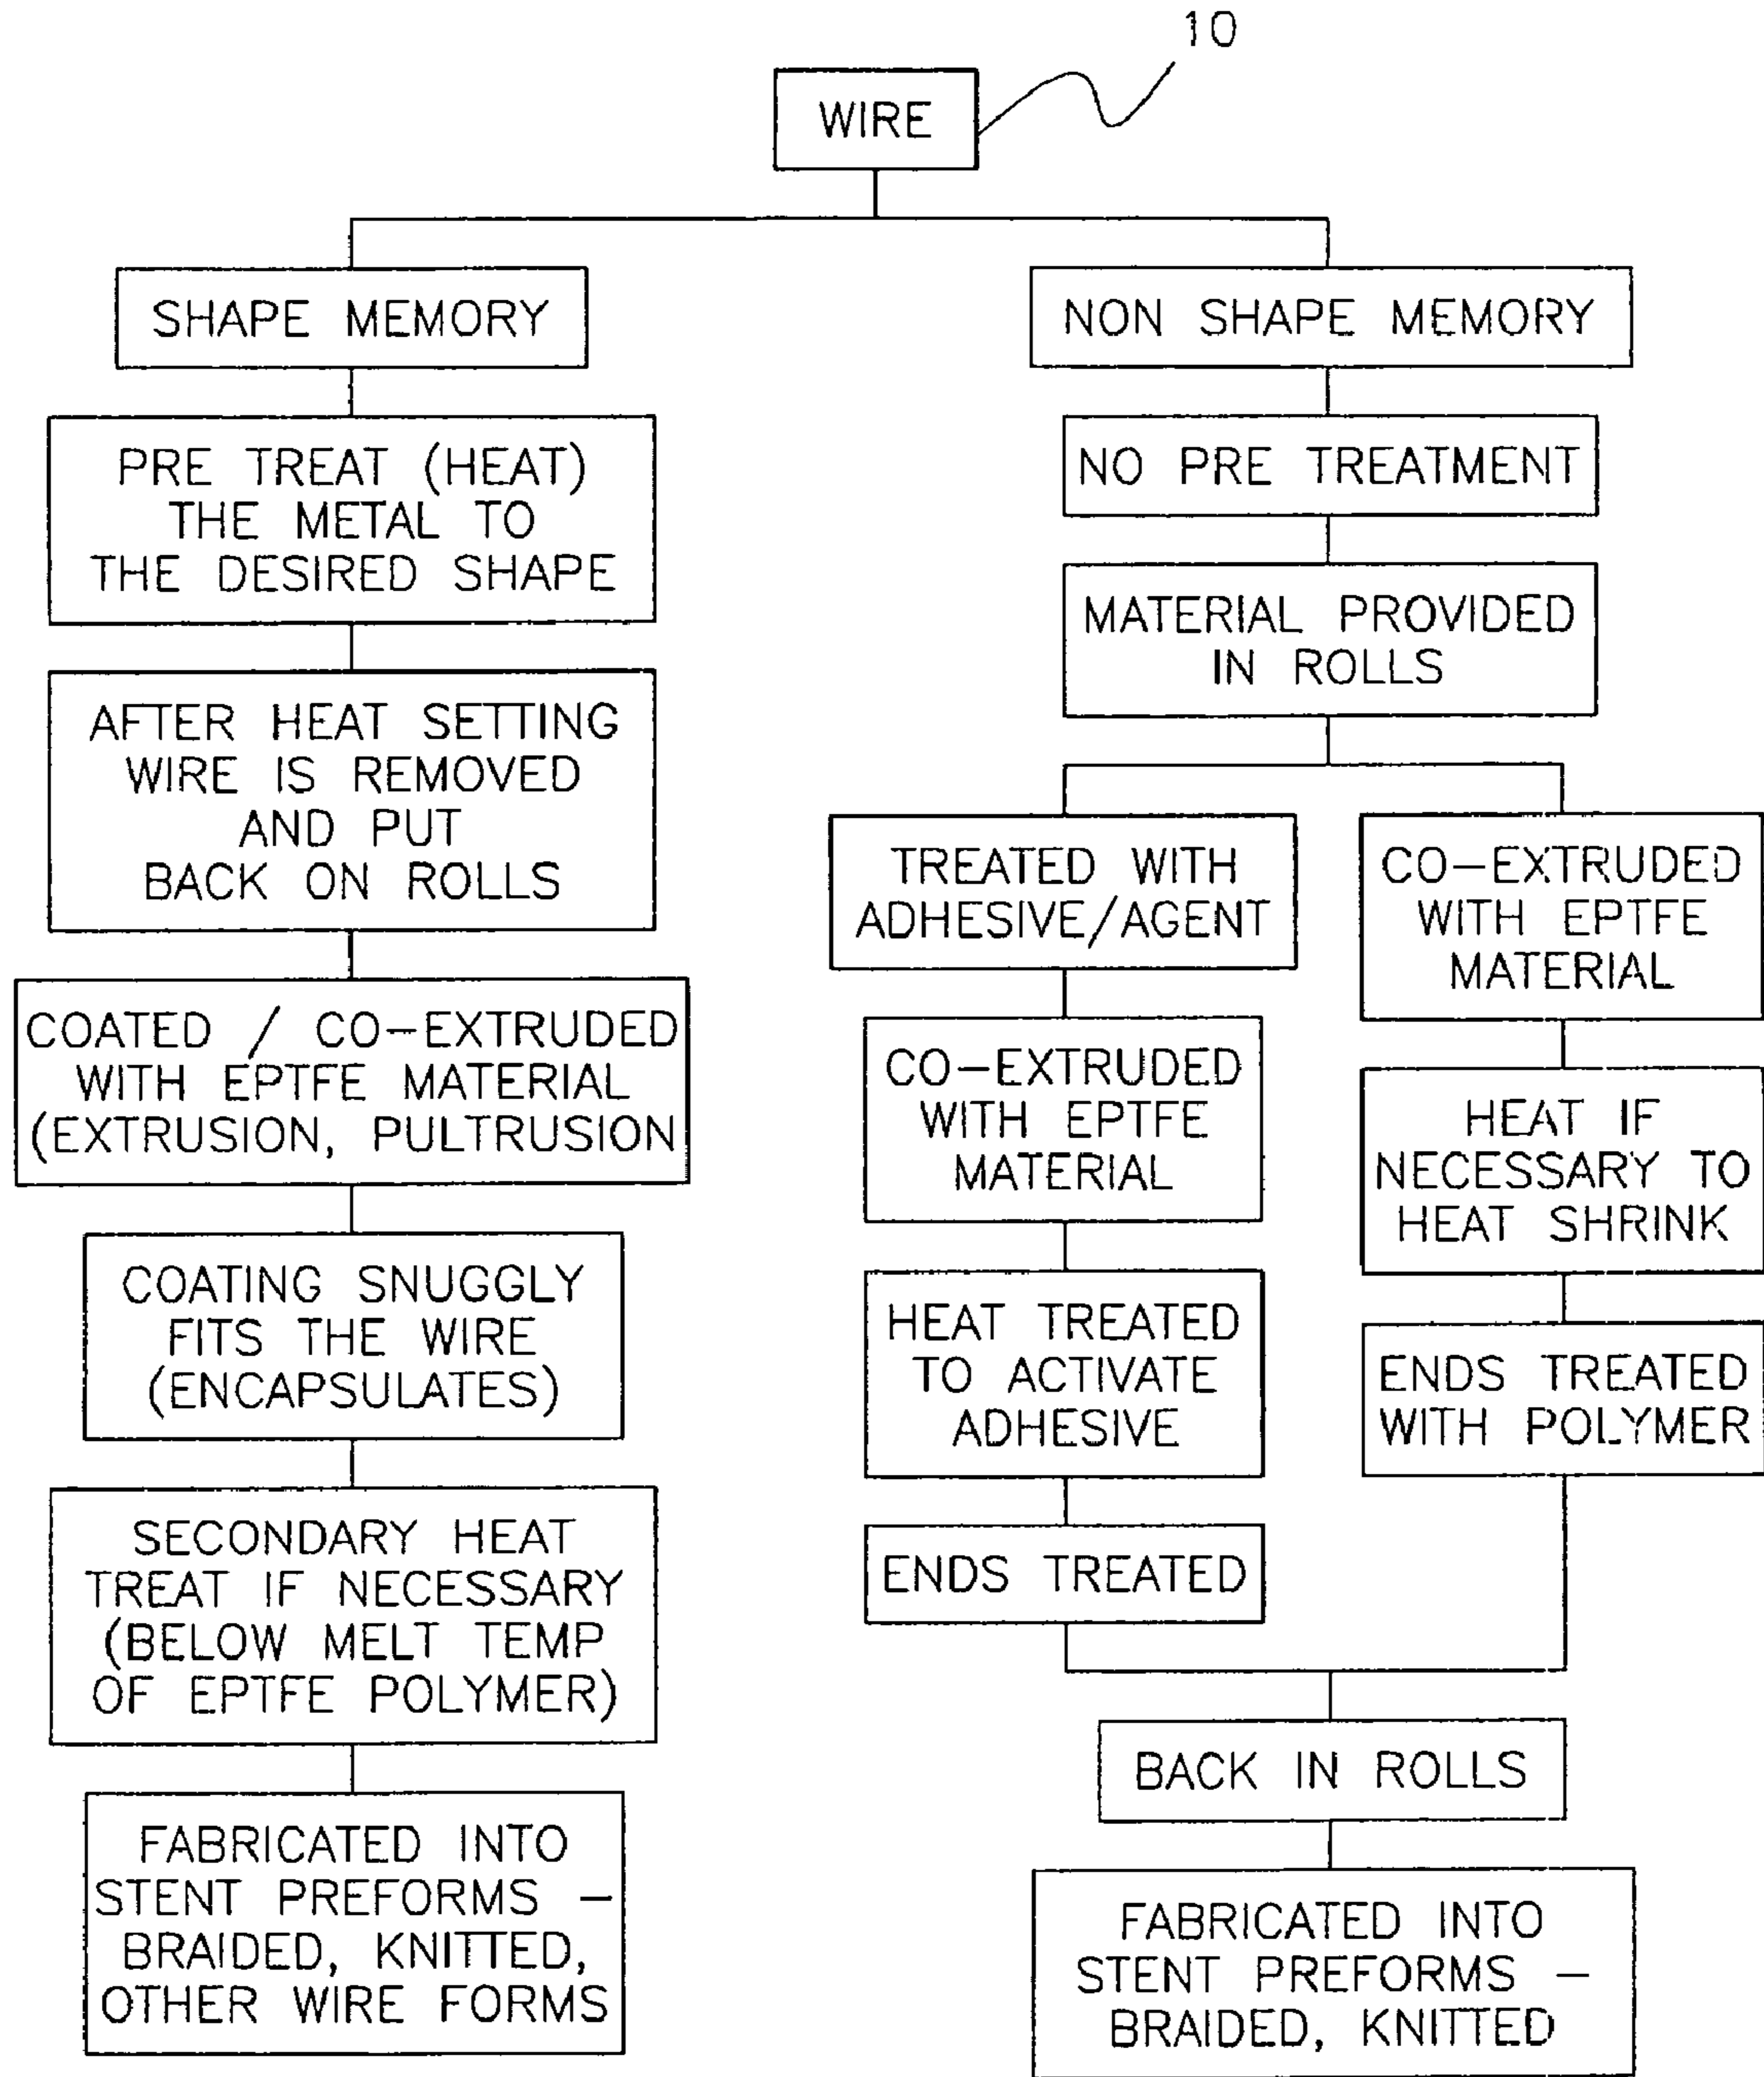 10
WIRE
SHAPE MEMORY
PRE TREAT (HEAT)
THE METAL TO
THE DESIRED SHAPE
AFTER HEAT SETTING
WIRE IS REMOVED
AND PUT
BACK ON ROLLS
COATED / CO-EXTRUDED
WITH EPTFE MATERIAL
(EXTRUSION, PULTRUSION
COATING SNUGGLY
FITS THE WIRE
(ENCAPSULATES)
SECONDARY HEAT
TREAT IF NECESSARY
(BELOW MELT TEMP
OF EPTFE POLYMER)
FABRICATED INTO
STENT PREFORMS –
BRAIDED, KNITTED,
OTHER WIRE FORMS
NON SHAPE MEMORY
NO PRE TREATMENT
MATERIAL PROVIDED
IN ROLLS
TREATED WITH
ADHESIVE/AGENT
CO-EXTRUDED
WITH EPTFE
MATERIAL
HEAT TREATED
TO ACTIVATE
ADHESIVE
ENDS TREATED
CO-EXTRUDED
WITH EPTFE
MATERIAL
HEAT IF
NECESSARY TO
HEAT SHRINK
ENDS TREATED
WITH POLYMER
BACK IN ROLLS
FABRICATED INTO
STENT PREFORMS –
BRAIDED, KNITTED